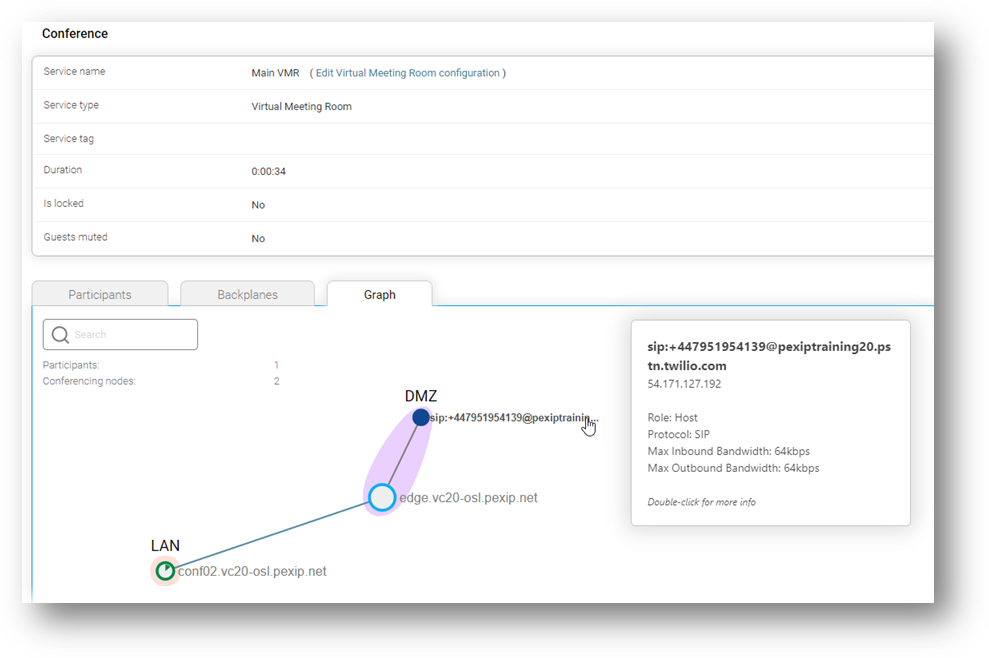 Conference
Service name Main VMR ( Edit Virtual Meeting Room configuration )
Service type Virtual Meeting Room
Service tag
Duration 0:00:34
Is locked No
Guests muted No
Participants Backplanes Graph
Search
Participants: 1
Conferencing nodes: 2
sip:+447951954139@pexiptraining20.ps
tn.twilio.com
54.171.127.192
Role: Host
Protocol: SIP
Max Inbound Bandwidth: 64kbps
Max Outbound Bandwidth: 64kbps
Double-click for more info
DMZ
sip:+447951954139@pexiptrainin...
edge.vc20-osl.pexip.net
LAN
conf02.vc20-osl.pexip.net